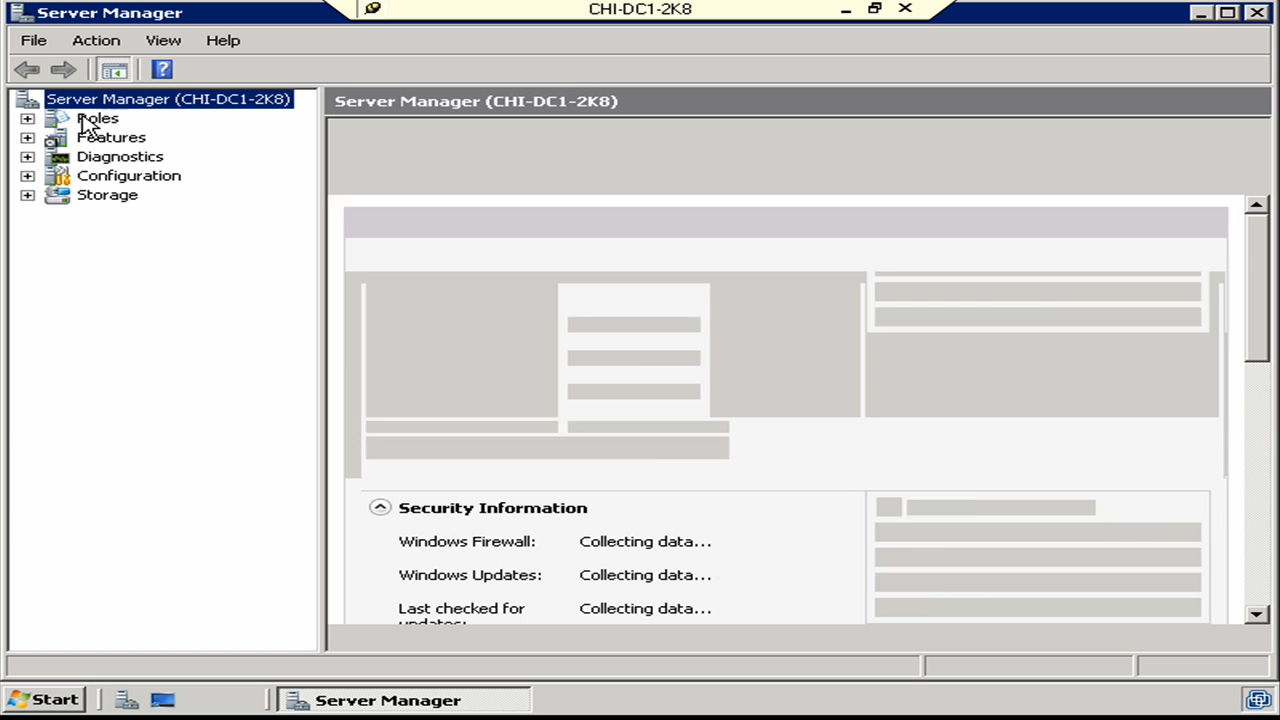 Server Manager
CHI-DC1-2K8
File Action View Help
Server Manager (CHI-DC1-2K8)
Roles
Features
Diagnostics
Configuration
Storage
Server Manager (CHI-DC1-2K8)
Security Information
Windows Firewall: Collecting data...
Windows Updates: Collecting data...
Last checked for Collecting data...
updates:
Start Server Manager